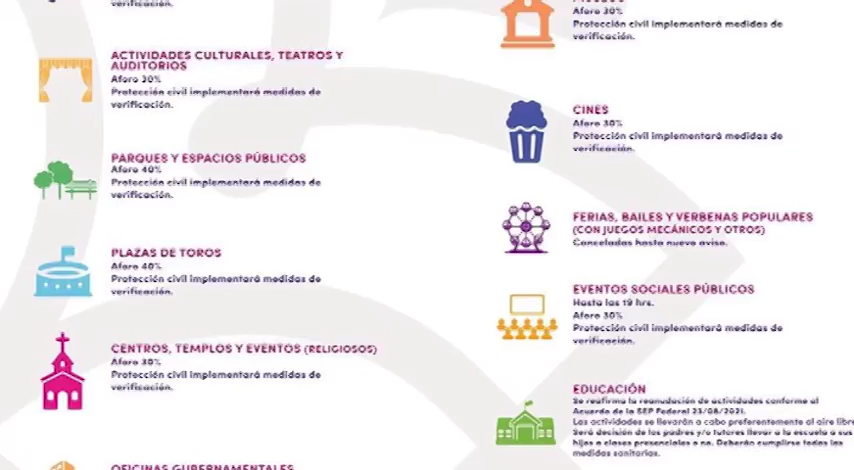 verificación.
ACTIVIDADES CULTURALES, TEATROS Y
AUDITORIOS
Aforo 30%
Protección civil implementará medidas de
verificación.
PARQUES Y ESPACIOS PÚBLICOS
Aforo 40%
Protección civil implementará medidas de
verificación.
PLAZAS DE TOROS
Aforo 40%
Protección civil implementará medidas de
verificación.
CENTROS, TEMPLOS Y EVENTOS (RELIGIOSOS)
Aforo 30%
Protección civil implementará medidas de
verificación.
OFICINAS GUBERNAMENTALES
Aforo 30%
Protección civil implementará medidas de
verificación.
CINES
Aforo 30%
Protección civil implementará medidas de
verificación.
FERIAS, BAILES Y VERBENAS POPULARES
(CON JUEGOS MECÁNICOS Y OTROS)
Canceladas hasta nuevo aviso.
EVENTOS SOCIALES PÚBLICOS
Hasta las 19 hrs.
Aforo 30%
Protección civil implementará medidas de
verificación.
EDUCACIÓN
Se reafirma la reanudación de actividades conforme al
Acuerdo de la SEP Federal 23/08/2021.
Las actividades se llevarán a cabo preferentemente al aire libre
Será decisión de los padres y/o tutores llevar a la escuela a sus
hijos a clases presenciales o no. Deberán cumplirse todas las
medidas sanitarias.